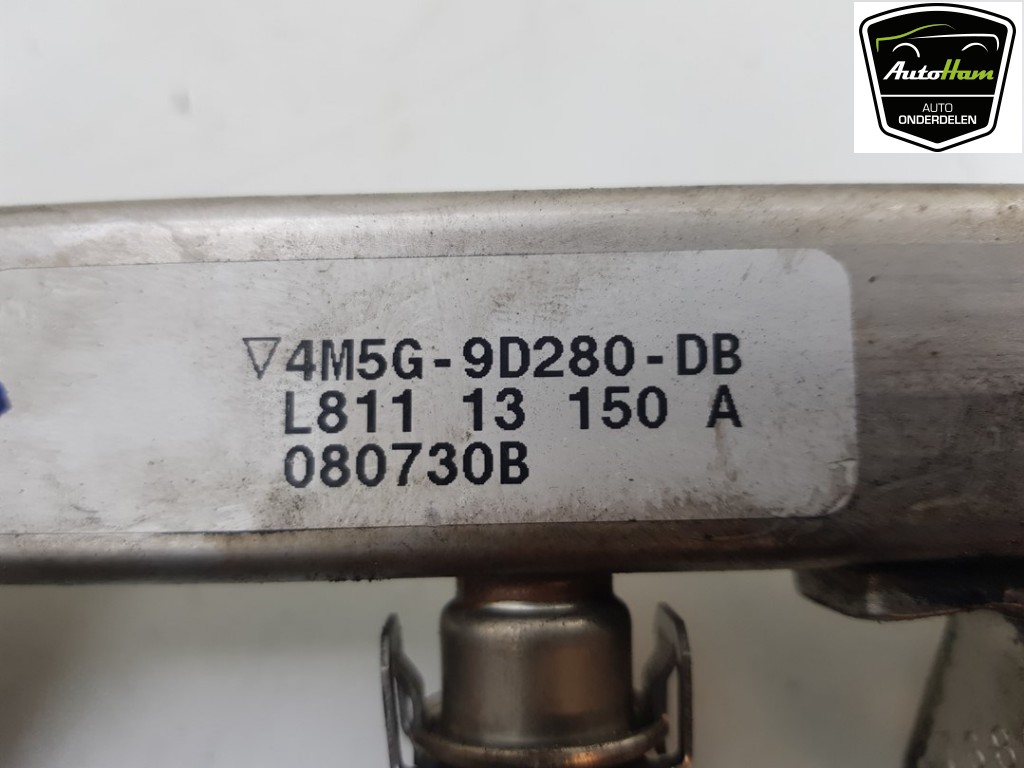 AutoHam
AUTO
ONDERDELEN
▽4M5G-9D280-DB
L811 13 150 A
080730B